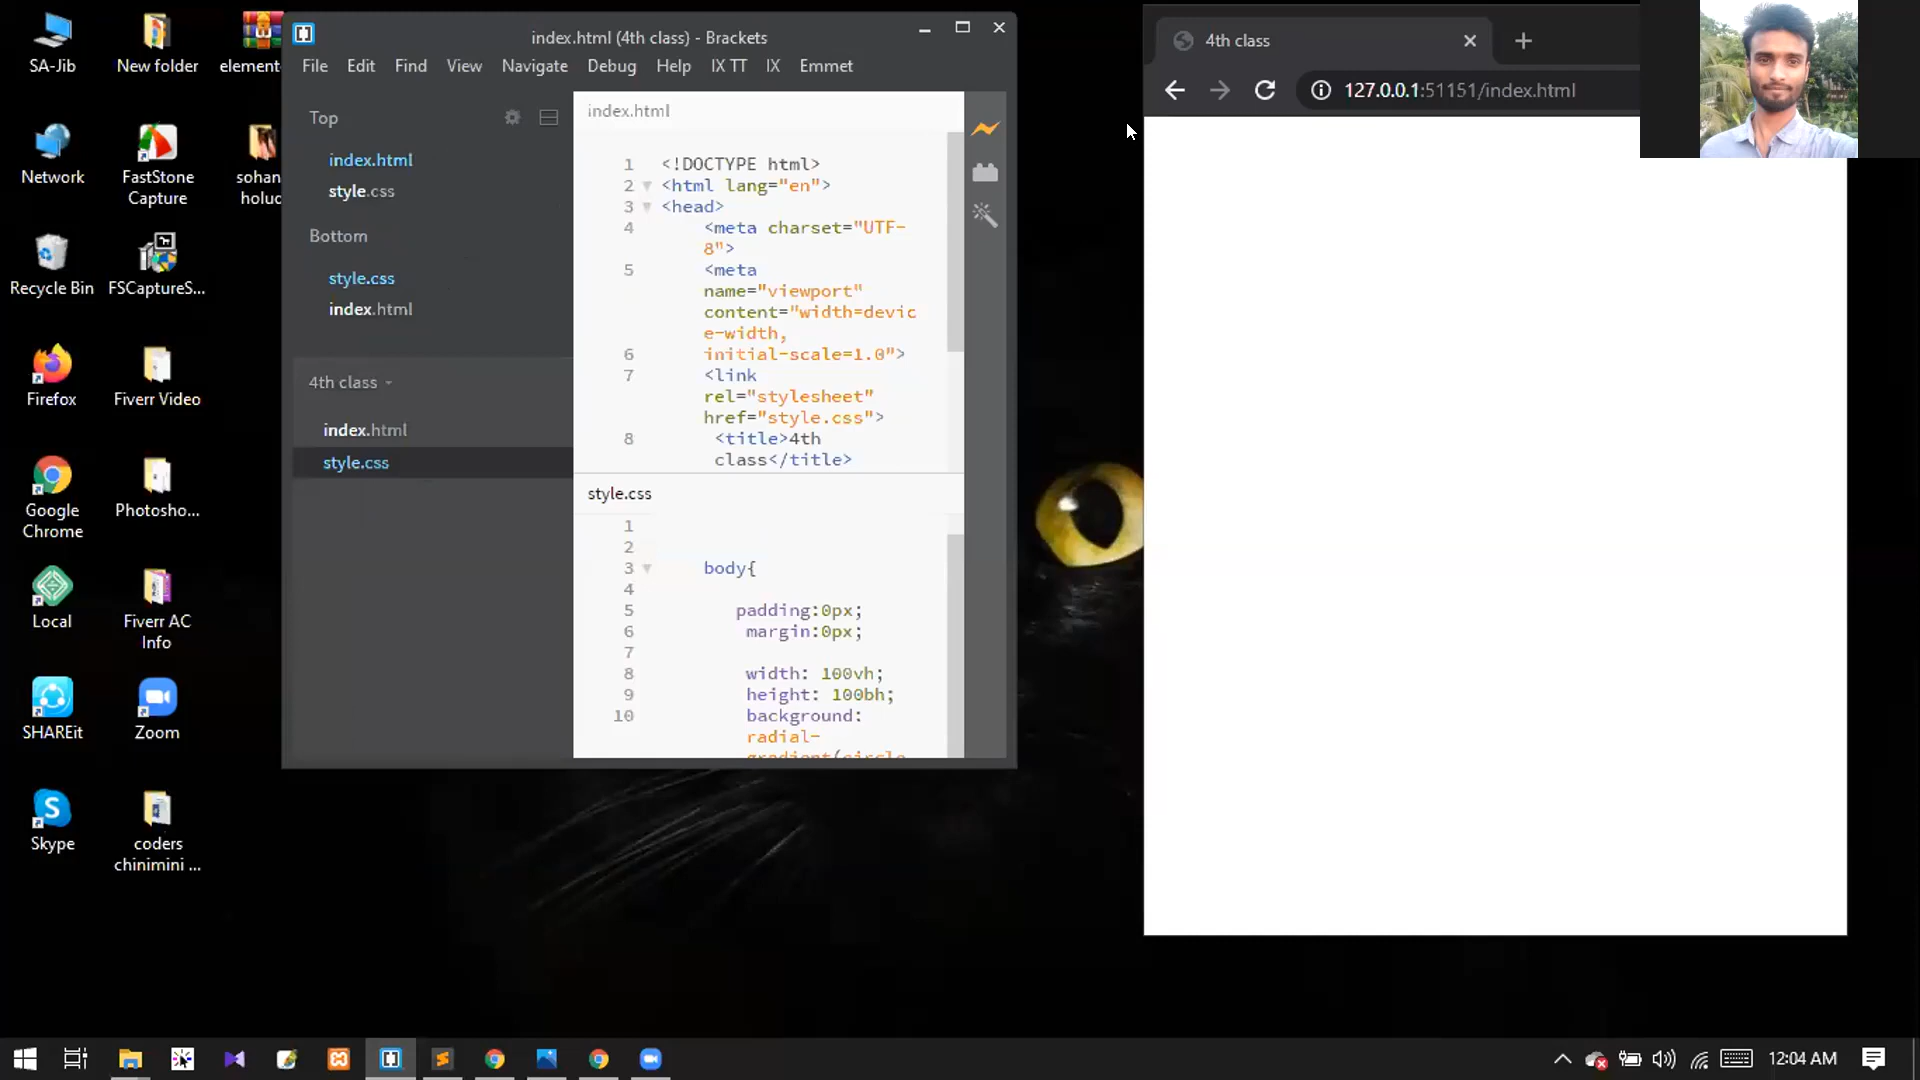 SA-Jib
New folder
element
Network
FastStone
Capture
sohan
holud
Recycle Bin
FSCaptureS...
Firefox
Fiverr Video
Google
Chrome
Photosho...
Local
Fiverr AC
Info
SHAREit
Zoom
Skype
coders
chinimini ...
index.html (4th class) - Brackets
File Edit Find View Navigate Debug Help IX TT IX Emmet
Top
index.html
style.css
Bottom
style.css
index.html
4th class
index.html
style.css
index.html
1 <!DOCTYPE html>
2 <html lang="en">
3 <head>
4 <meta charset="UTF-
8">
5 <meta
name="viewport"
content="width=devic
e-width,
6 initial-scale=1.0">
7 <link
rel="stylesheet"
href="style.css">
8 <title>4th
class</title>
style.css
1
2
3 body{
4
5 padding:0px;
6 margin:0px;
7
8 width: 100vh;
9 height: 100bh;
10 background:
radial-
gradient(circle
4th class
127.0.0.1:51151/index.html
12:04 AM